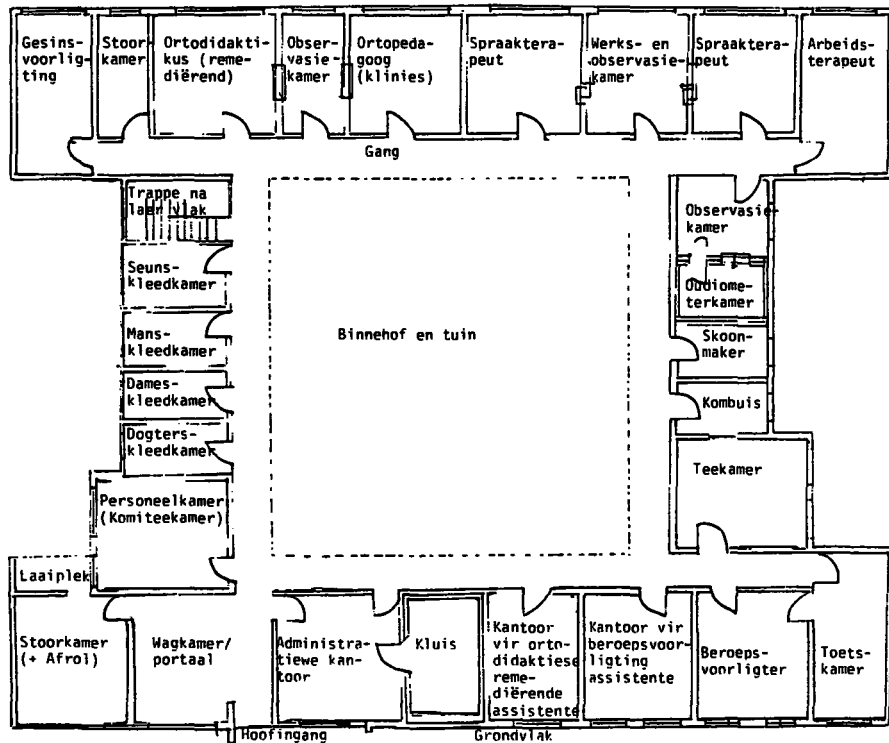 Gesins-
voorlig-
ting
Stoor-
kamer
Ortodidakti-
kus (reme-
diërend)
Obser-
vasie-
kamer
Ortopeda-
goog
(klinies)
Spraaktera-
peut
Werks- en
observasie-
kamer
Spraaktera-
peut
Arbeids-
terapeut
Gang
Trappe na
laer vlak
Observasie-
kamer
Seuns-
kleedkamer
Oudiome-
terkamer
Mans-
kleedkamer
Binnehof en tuin
Skoon-
maker
Dames-
kleedkamer
Kombuis
Dogters-
kleedkamer
Teekamer
Personeelkamer
(Komiteekamer)
Laaiplek
Stoorkamer
(+ Afrol)
Wagkamer/
portaal
Administra-
tiewe kan-
toor
Kluis
Kantoor
vir orto-
didaktiese
reme-
diërende
assistente
Kantoor vir
beroepsvoor-
ligting
assistente
Beroeps-
voorligter
Toets-
kamer
Hoofingang
Grondvlak